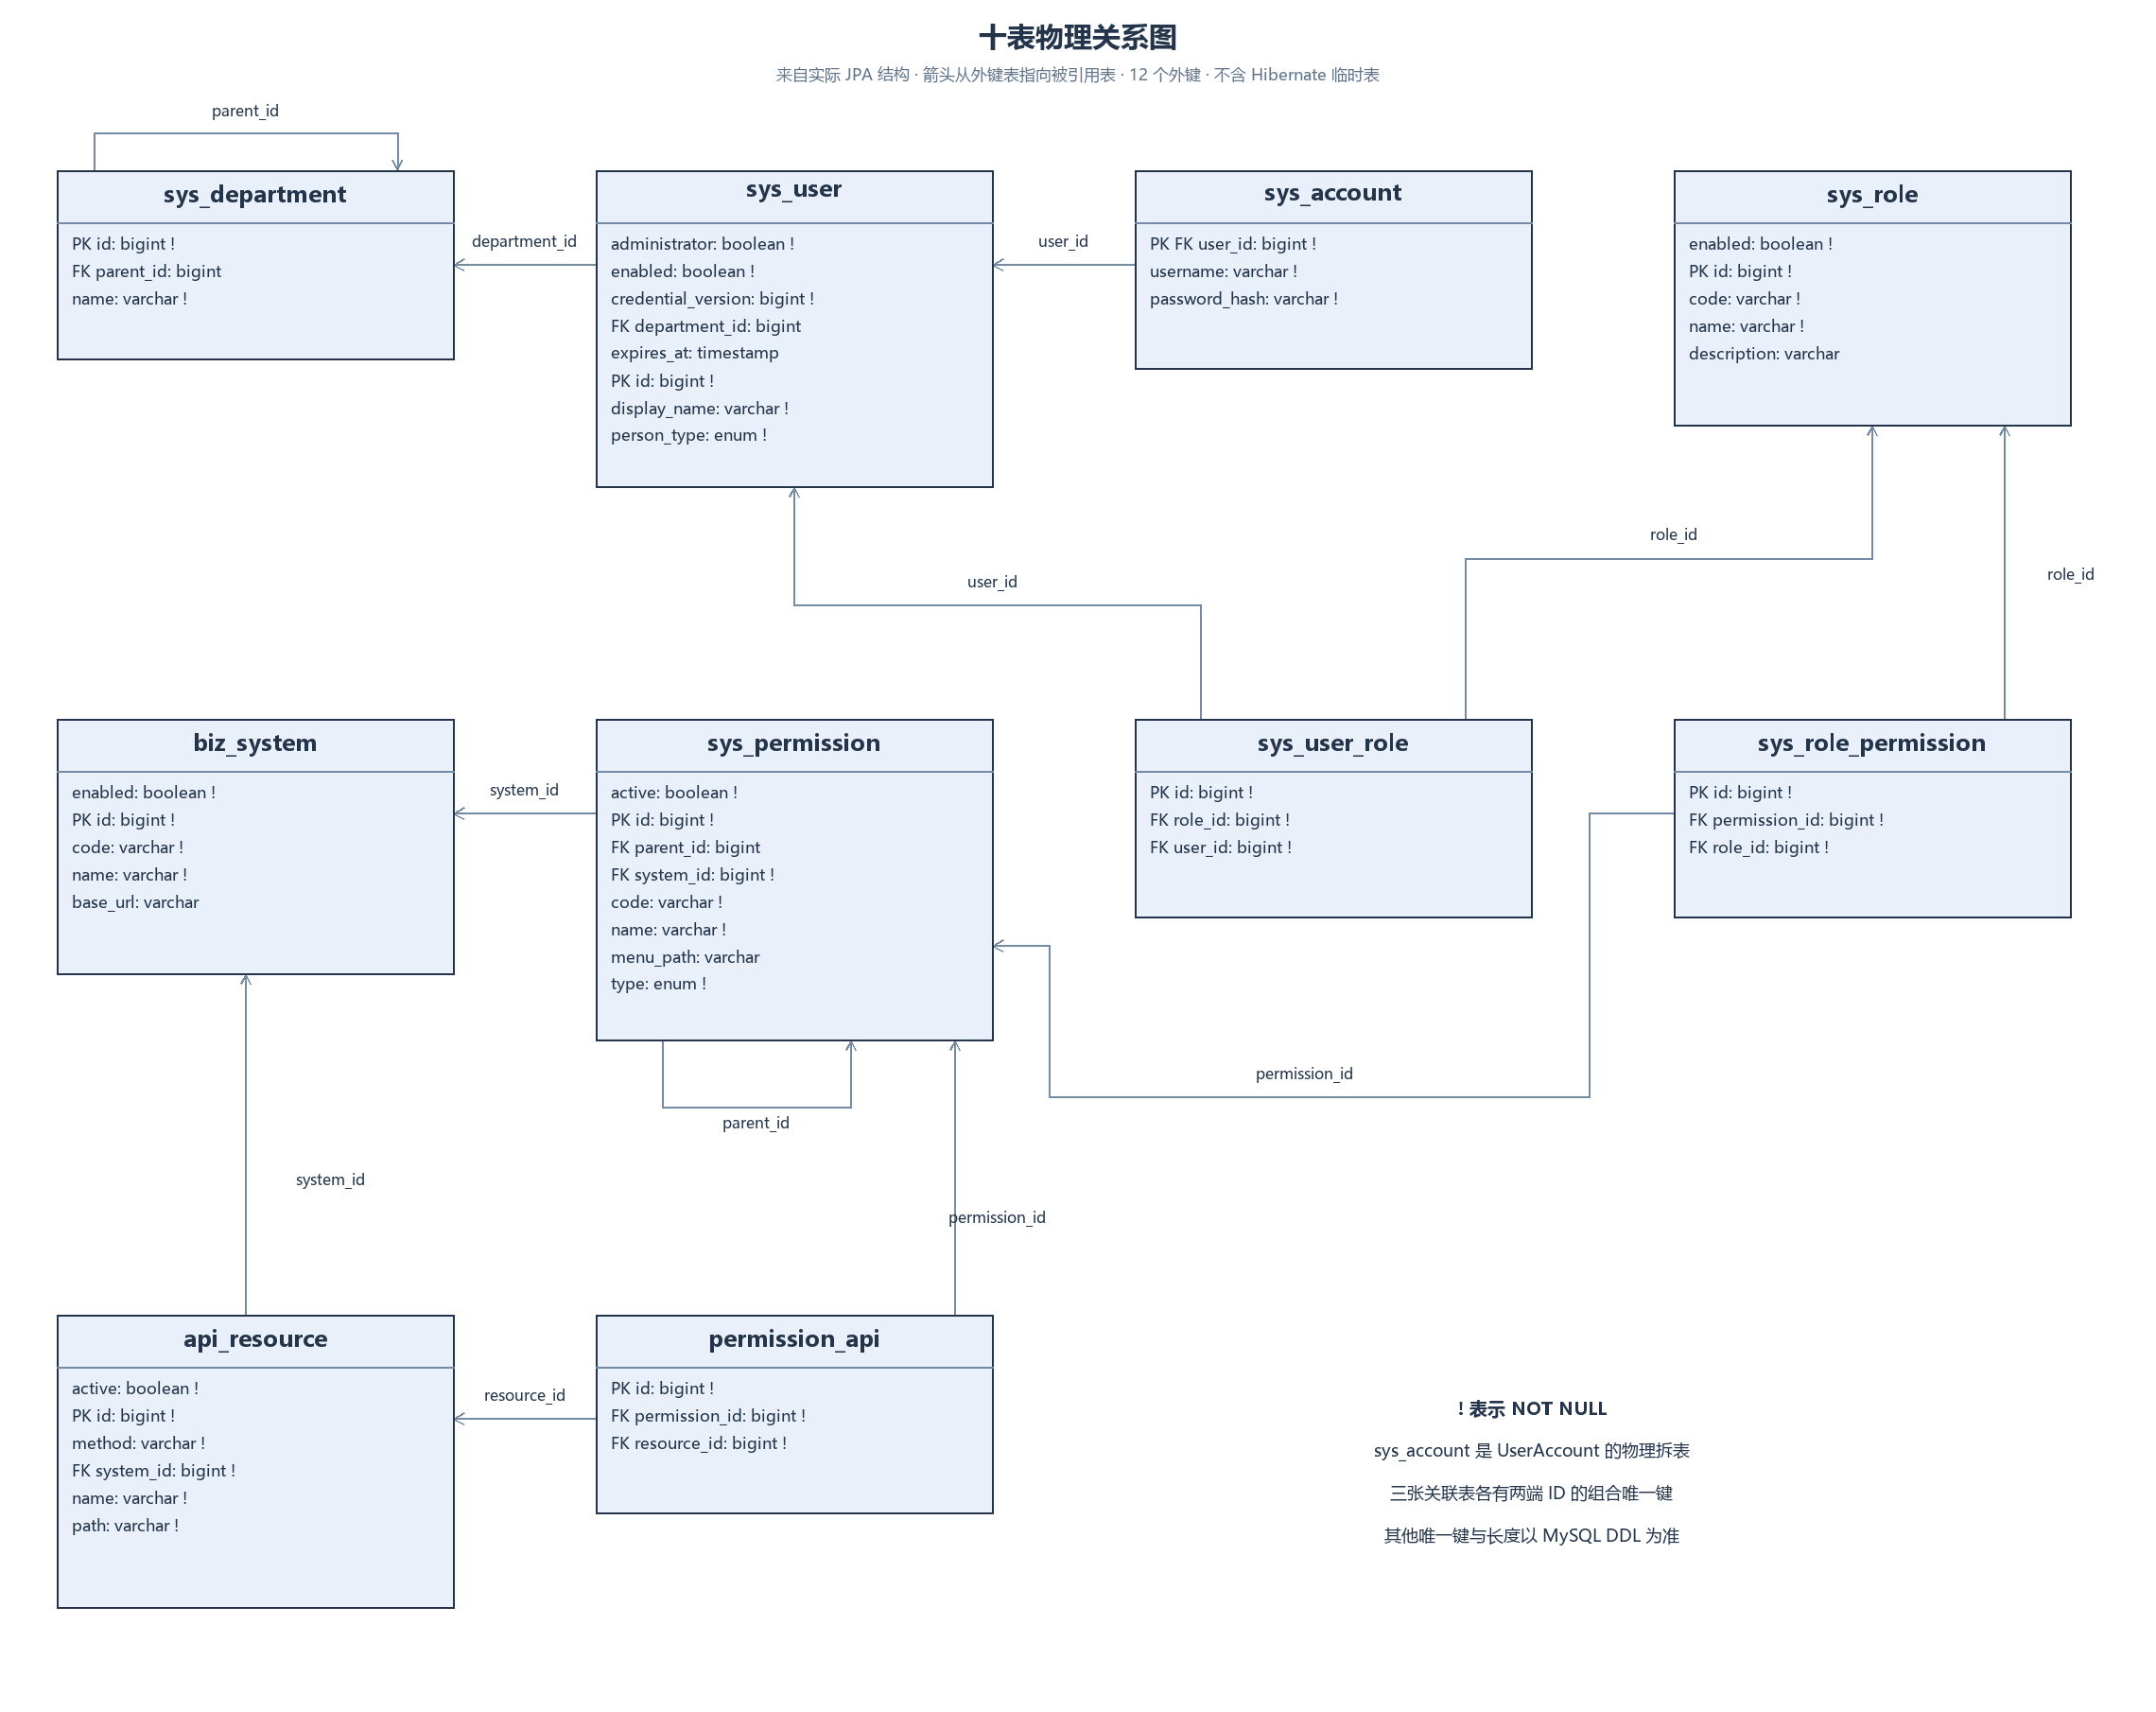 十表物理关系图
来自实际 JPA 结构 · 箭头从外键表指向被引用表 · 12 个外键 · 不含 Hibernate 临时表
parent_id
sys_department
PK id: bigint !
FK parent_id: bigint
name: varchar !
department_id
sys_user
administrator: boolean !
enabled: boolean !
credential_version: bigint !
FK department_id: bigint
expires_at: timestamp
PK id: bigint !
display_name: varchar !
person_type: enum !
user_id
sys_account
PK FK user_id: bigint !
username: varchar !
password_hash: varchar !
sys_role
enabled: boolean !
PK id: bigint !
code: varchar !
name: varchar !
description: varchar
user_id
role_id
role_id
biz_system
enabled: boolean !
PK id: bigint !
code: varchar !
name: varchar !
base_url: varchar
system_id
sys_permission
active: boolean !
PK id: bigint !
FK parent_id: bigint
FK system_id: bigint !
code: varchar !
name: varchar !
menu_path: varchar
type: enum !
sys_user_role
PK id: bigint !
FK role_id: bigint !
FK user_id: bigint !
sys_role_permission
PK id: bigint !
FK permission_id: bigint !
FK role_id: bigint !
permission_id
parent_id
system_id
permission_id
api_resource
active: boolean !
PK id: bigint !
method: varchar !
FK system_id: bigint !
name: varchar !
path: varchar !
resource_id
permission_api
PK id: bigint !
FK permission_id: bigint !
FK resource_id: bigint !
! 表示 NOT NULL
sys_account 是 UserAccount 的物理拆表
三张关联表各有两端 ID 的组合唯一键
其他唯一键与长度以 MySQL DDL 为准